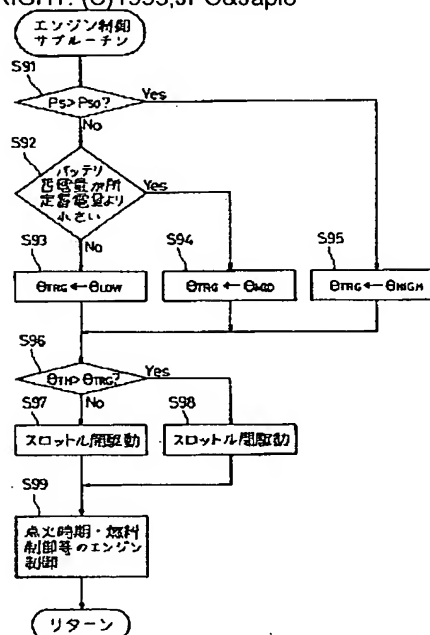 RIGHT: (C)1993,JPO&Japio
エンジン制御
サブルーチン
S91
Ps>Pso?
Yes
No
S92
バッテリ
蓄電量が所
定蓄電量より
小さい
Yes
No
S93
S94
S95
θTRG←θLOW
θTRG←θMID
θTRG←θHIGH
S96
θTH>θTRG?
Yes
No
S97
S98
スロットル開駆動
スロットル閉駆動
S99
点火時期・燃料
制御等のエンジン
制御
リターン